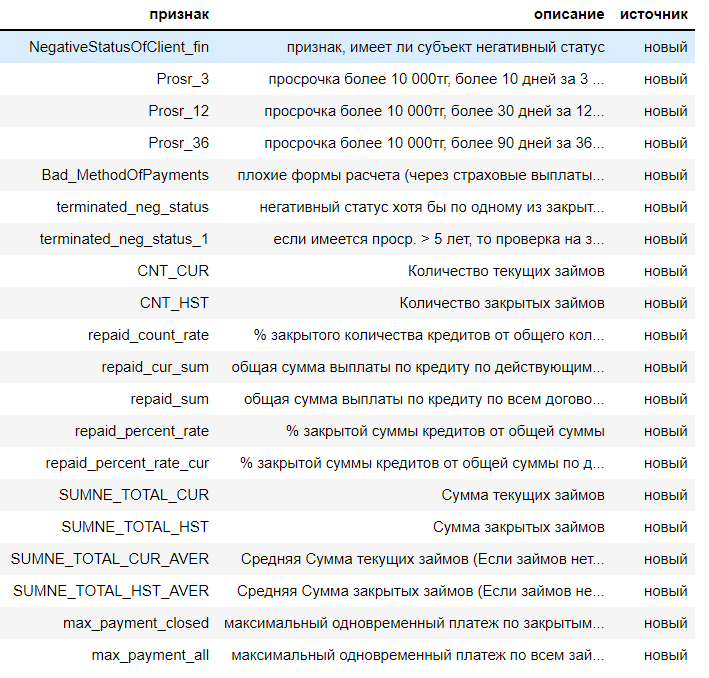 признак описание источник
NegativeStatusOfClient_fin признак, имеет ли субъект негативный статус новый
Prosr_3 просрочка более 10 000тг, более 10 дней за 3 ... новый
Prosr_12 просрочка более 10 000тг, более 30 дней за 12... новый
Prosr_36 просрочка более 10 000тг, более 90 дней за 36... новый
Bad_MethodOfPayments плохие формы расчета (через страховые выплаты... новый
terminated_neg_status негативный статус хотя бы по одному из закрыт... новый
terminated_neg_status_1 если имеется проср. > 5 лет, то проверка на з... новый
CNT_CUR Количество текущих займов новый
CNT_HST Количество закрытых займов новый
repaid_count_rate % закрытого количества кредитов от общего кол... новый
repaid_cur_sum общая сумма выплаты по кредиту по действующим... новый
repaid_sum общая сумма выплаты по кредиту по всем догово... новый
repaid_percent_rate % закрытой суммы кредитов от общей суммы новый
repaid_percent_rate_cur % закрытой суммы кредитов от общей суммы по д... новый
SUMNE_TOTAL_CUR Сумма текущих займов новый
SUMNE_TOTAL_HST Сумма закрытых займов новый
SUMNE_TOTAL_CUR_AVER Средняя Сумма текущих займов (Если займов нет... новый
SUMNE_TOTAL_HST_AVER Средняя Сумма закрытых займов (Если займов не... новый
max_payment_closed максимальный одновременный платеж по закрытым... новый
max_payment_all максимальный одновременный платеж по всем зай... новый